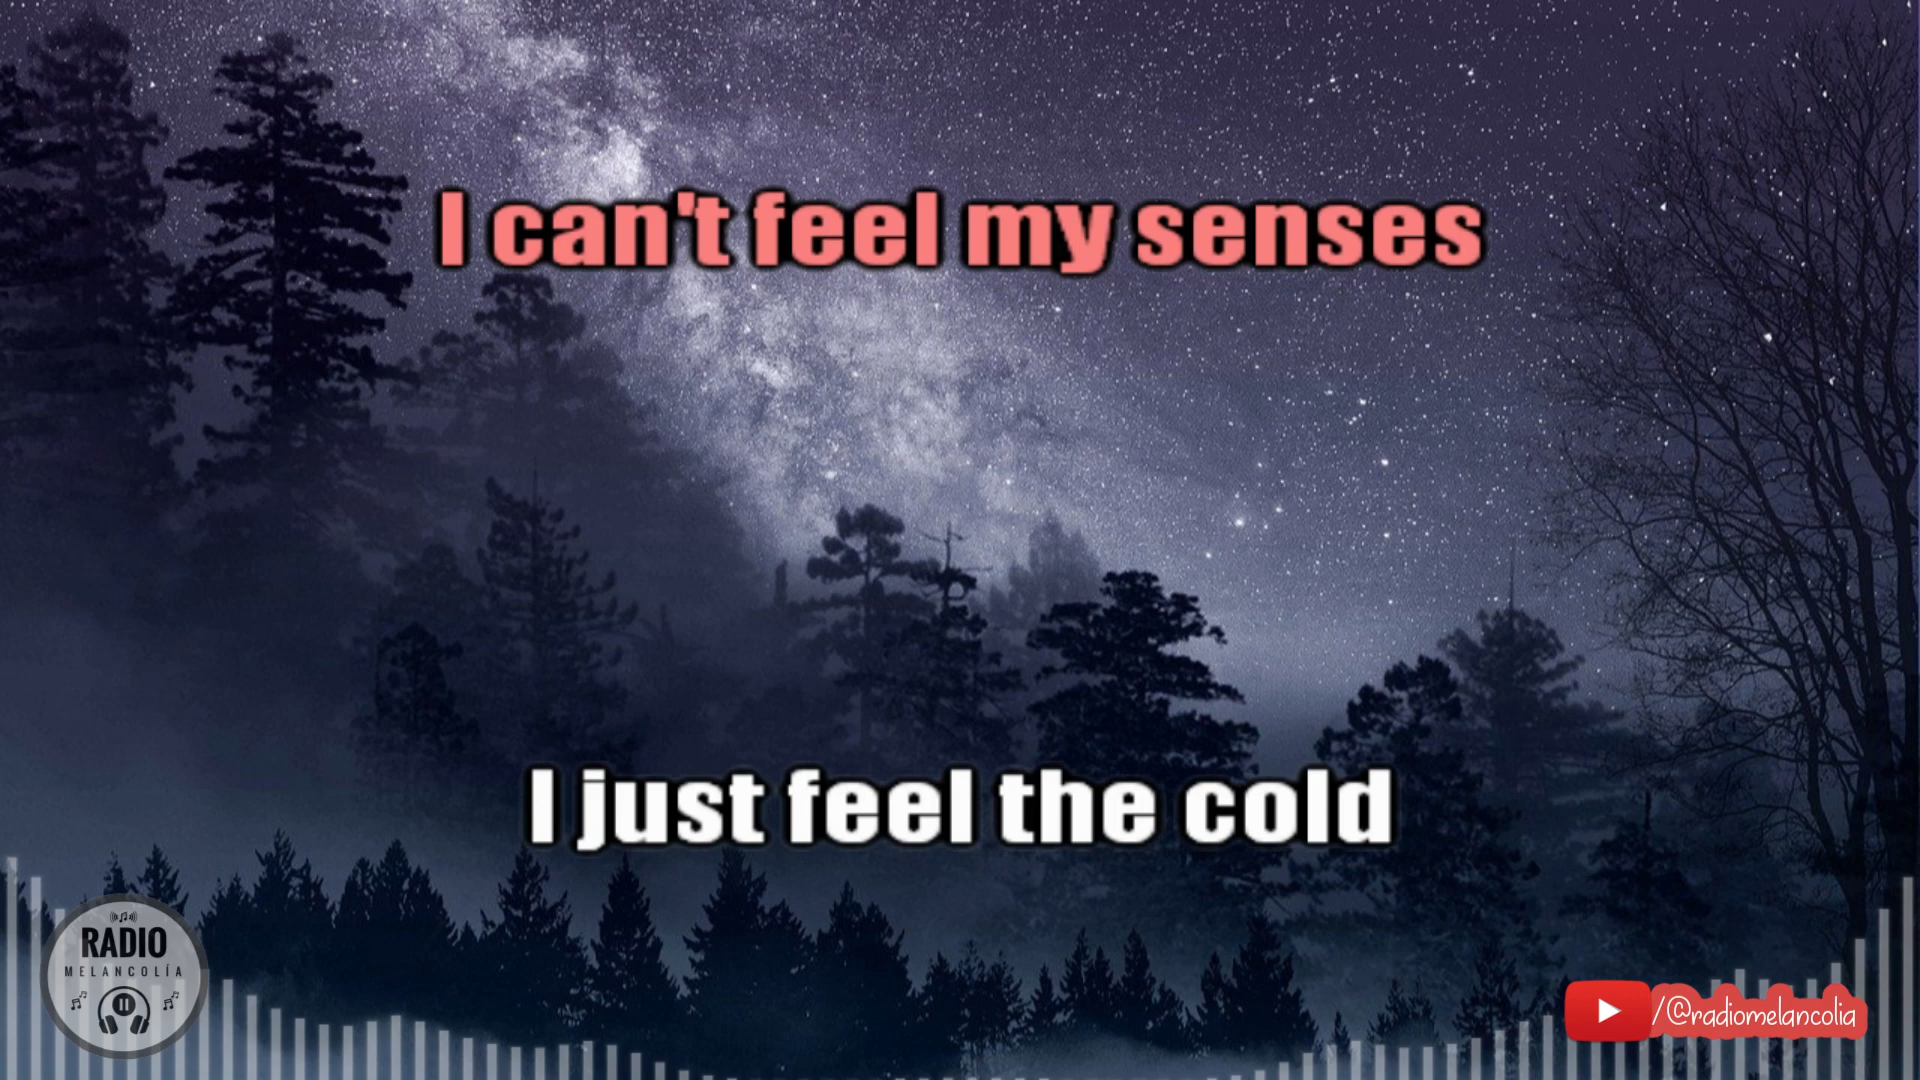 I can't feel my senses
I just feel the cold
RADIO
MELANCOLÍA
/@radiomelancolia